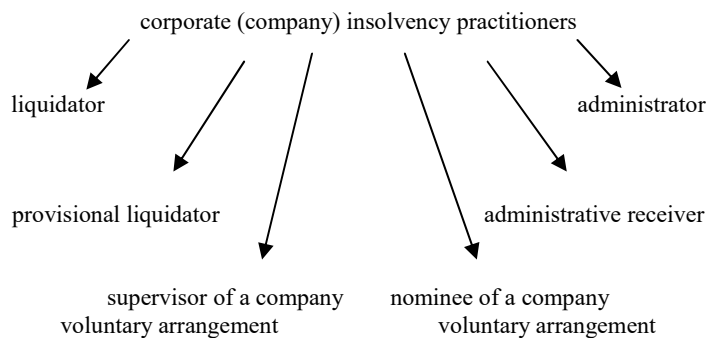 corporate (company) insolvency practitioners
liquidator
administrator
provisional liquidator
administrative receiver
supervisor of a company
voluntary arrangement
nominee of a company
voluntary arrangement